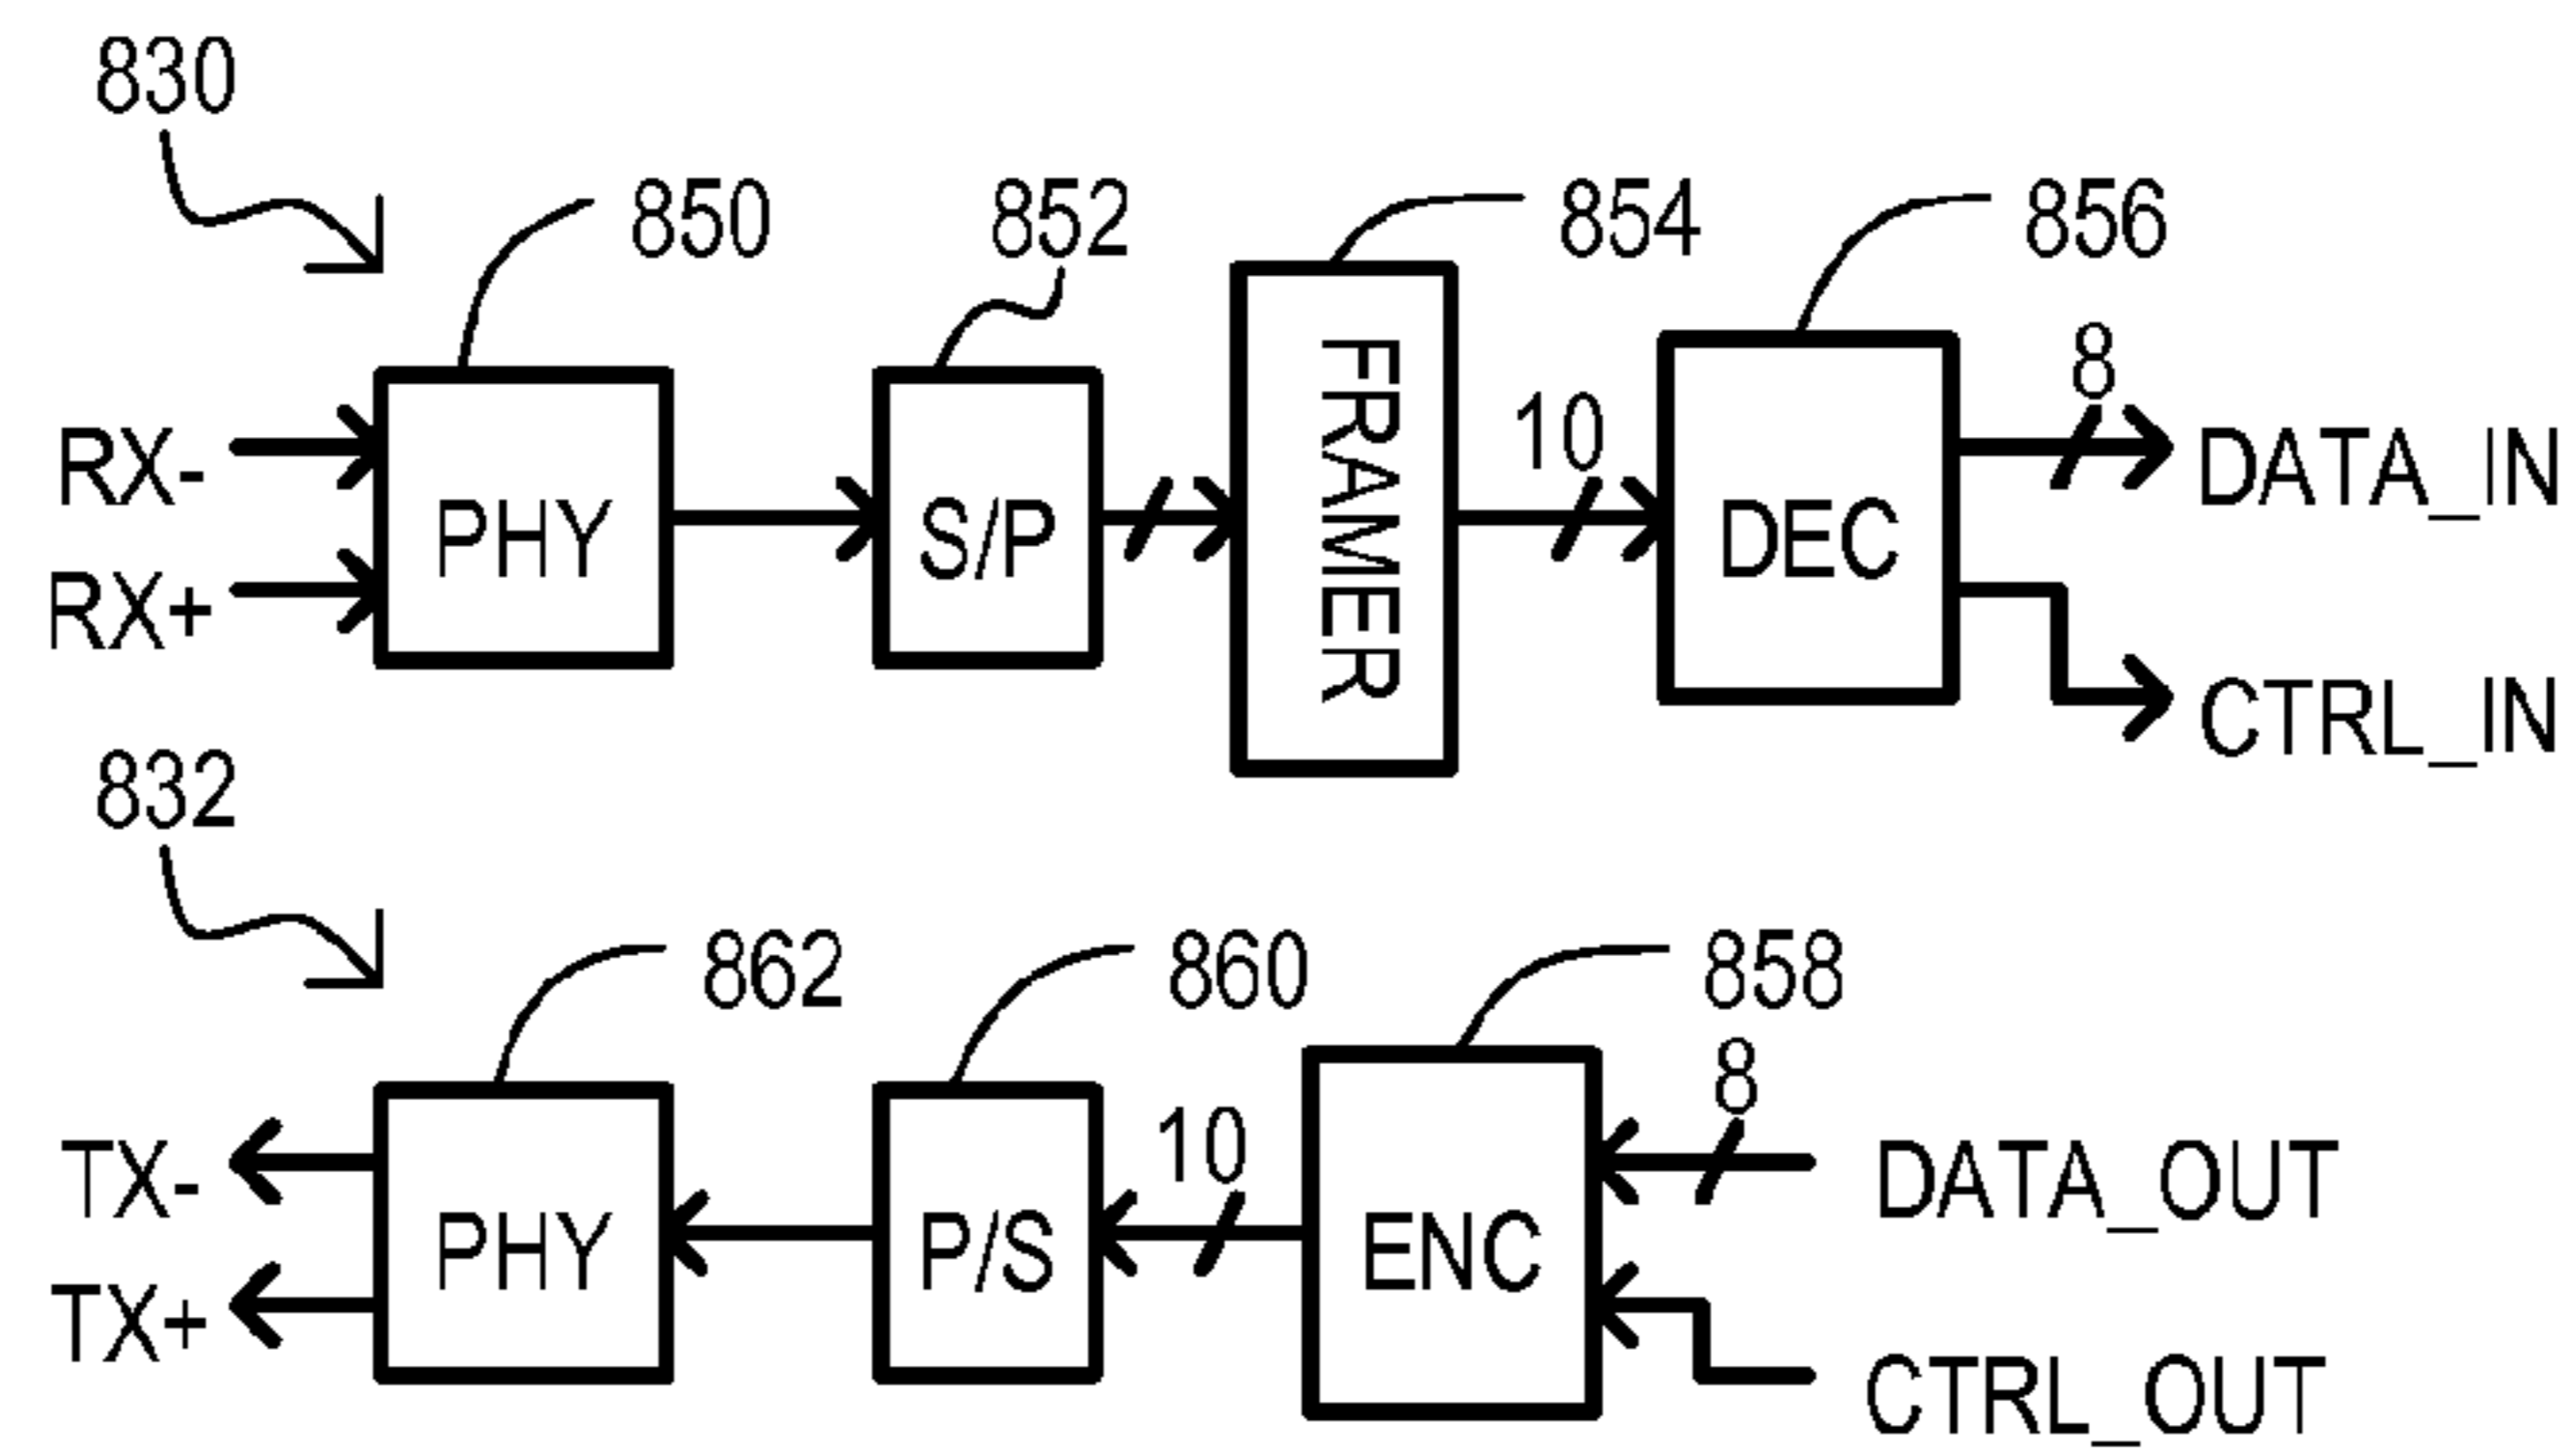 830
850
852
854
856
RX-
RX+
PHY
S/P
FRAMER
10
DEC
8
DATA_IN
CTRL_IN
832
862
860
858
TX-
TX+
PHY
P/S
10
ENC
8
DATA_OUT
CTRL_OUT